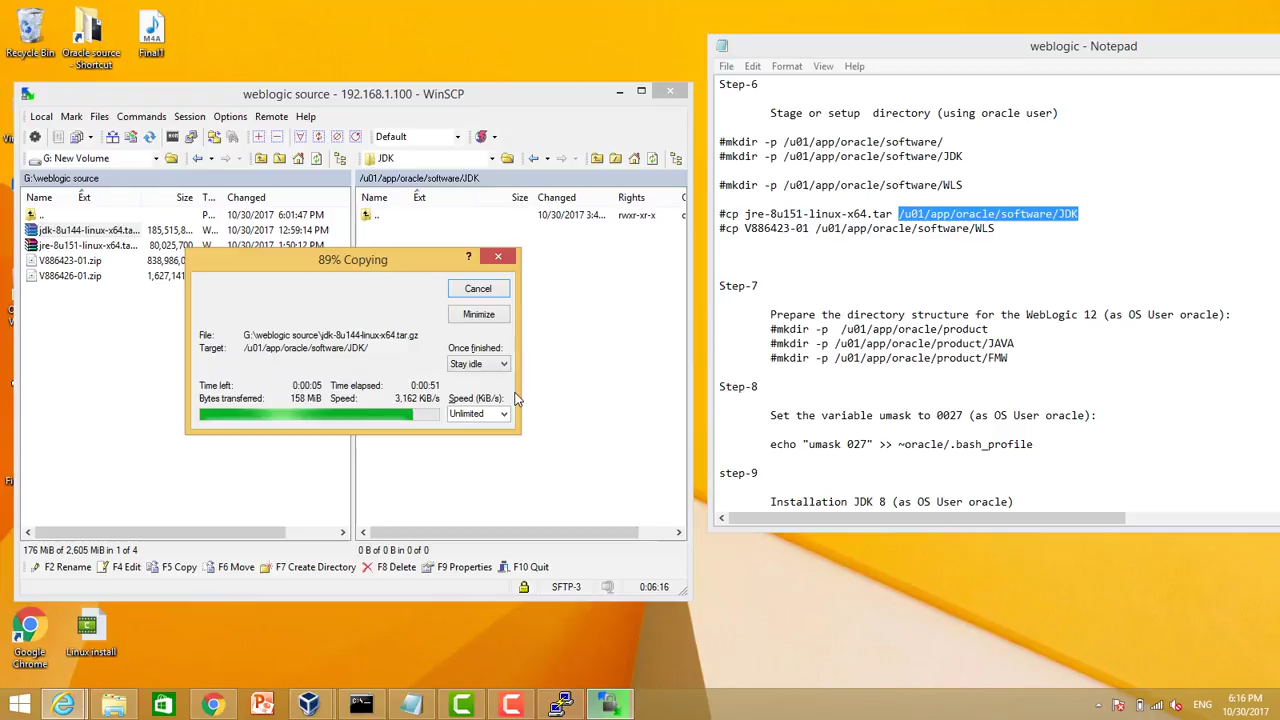 Recycle Bin
Oracle source - Shortcut
Final1
weblogic source - 192.168.1.100 - WinSCP
Local Mark Files Commands Session Options Remote Help
Default
G: New Volume
JDK
G:\weblogic source
/u01/app/oracle/software/JDK
Name Ext Size T... Changed
Name Ext Size Changed Rights
.. P... 10/30/2017 6:01:47 PM
.. 10/30/2017 3:4... rwxr-xr-x
jdk-8u144-linux-x64.ta... 185,515,8... 10/30/2017 12:59:14 PM
jre-8u151-linux-x64.ta... 80,025,700 10/30/2017 1:50:12 PM
V886423-01.zip 838,986,0
V886426-01.zip 1,627,141
89% Copying
?
Cancel
Minimize
File: G:\weblogic source\jdk-8u144-linux-x64.tar.gz
Target: /u01/app/oracle/software/JDK/
Once finished:
Stay idle
Time left: 0:00:05 Time elapsed: 0:00:51
Bytes transferred: 158 MiB Speed: 3,162 KiB/s
Speed (KiB/s):
Unlimited
176 MiB of 2,605 MiB in 1 of 4
0 B of 0 B in 0 of 0
F2 Rename F4 Edit F5 Copy F6 Move F7 Create Directory F8 Delete F9 Properties F10 Quit
SFTP-3 0:06:16
weblogic - Notepad
File Edit Format View Help
Step-6
Stage or setup directory (using oracle user)
#mkdir -p /u01/app/oracle/software/
#mkdir -p /u01/app/oracle/software/JDK
#mkdir -p /u01/app/oracle/software/WLS
#cp jre-8u151-linux-x64.tar /u01/app/oracle/software/JDK
#cp V886423-01 /u01/app/oracle/software/WLS
Step-7
Prepare the directory structure for the WebLogic 12 (as OS User oracle):
#mkdir -p /u01/app/oracle/product
#mkdir -p /u01/app/oracle/product/JAVA
#mkdir -p /u01/app/oracle/product/FMW
Step-8
Set the variable umask to 0027 (as OS User oracle):
echo "umask 027" >> ~oracle/.bash_profile
step-9
Installation JDK 8 (as OS User oracle)
Google Chrome
Linux install
ENG
6:16 PM
10/30/2017